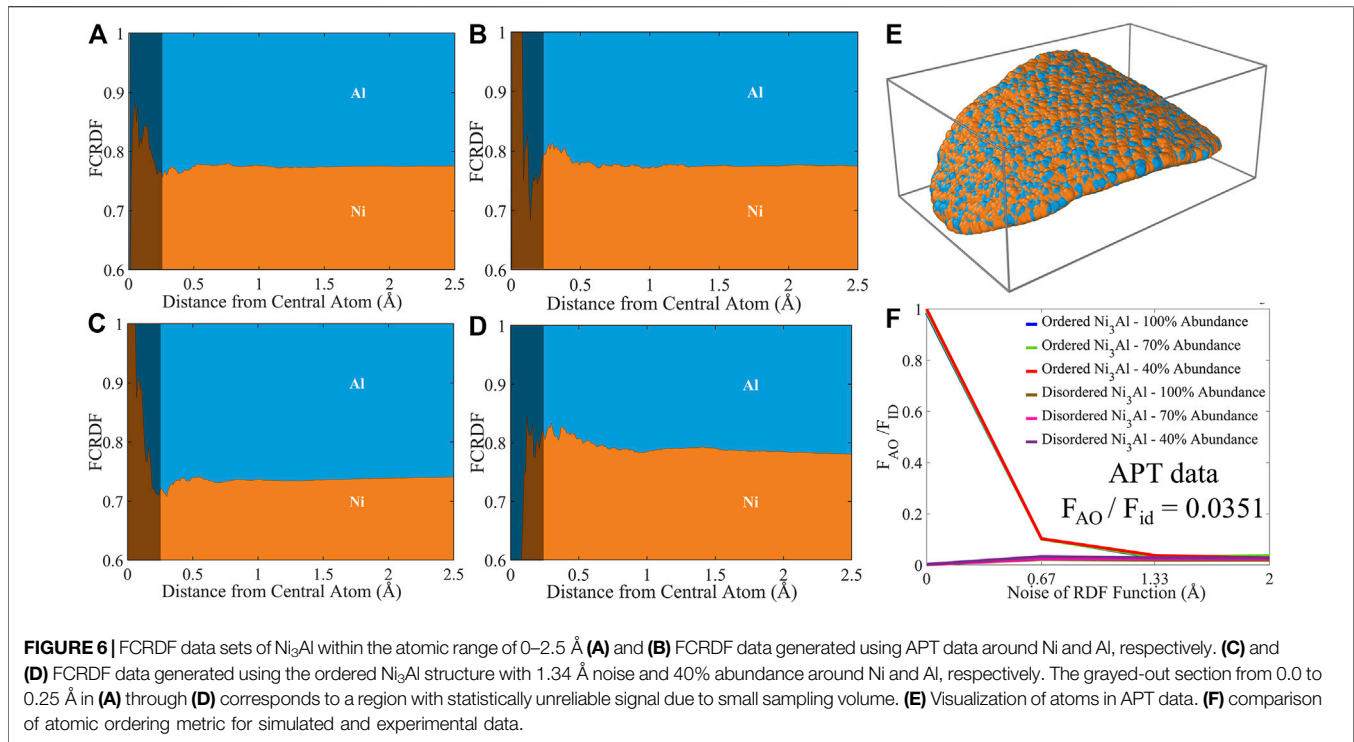 A
FCRDF
1
0.9
0.8
0.7
0.6
Al
Ni
0
0.5
1
1.5
2
2.5
Distance from Central Atom (Å)
B
FCRDF
1
0.9
0.8
0.7
0.6
Al
Ni
0
0.5
1
1.5
2
2.5
Distance from Central Atom (Å)
C
FCRDF
1
0.9
0.8
0.7
0.6
Al
Ni
0
0.5
1
1.5
2
2.5
Distance from Central Atom (Å)
D
FCRDF
1
0.9
0.8
0.7
0.6
Al
Ni
0
0.5
1
1.5
2
2.5
Distance from Central Atom (Å)
E
F
F_AO/F_ID
1
0.8
0.6
0.4
0.2
0
Ordered Ni₃Al - 100% Abundance
Ordered Ni₃Al - 70% Abundance
Ordered Ni₃Al - 40% Abundance
Disordered Ni₃Al - 100% Abundance
Disordered Ni₃Al - 70% Abundance
Disordered Ni₃Al - 40% Abundance
APT data
F_AO / F_id = 0.0351
0
0.67
1.33
2
Noise of RDF Function (Å)
FIGURE 6 | FCRDF data sets of Ni₃Al within the atomic range of 0–2.5 Å (A) and (B) FCRDF data generated using APT data around Ni and Al, respectively. (C) and
(D) FCRDF data generated using the ordered Ni₃Al structure with 1.34 Å noise and 40% abundance around Ni and Al, respectively. The grayed-out section from 0.0 to
0.25 Å in (A) through (D) corresponds to a region with statistically unreliable signal due to small sampling volume. (E) Visualization of atoms in APT data. (F) comparison
of atomic ordering metric for simulated and experimental data.